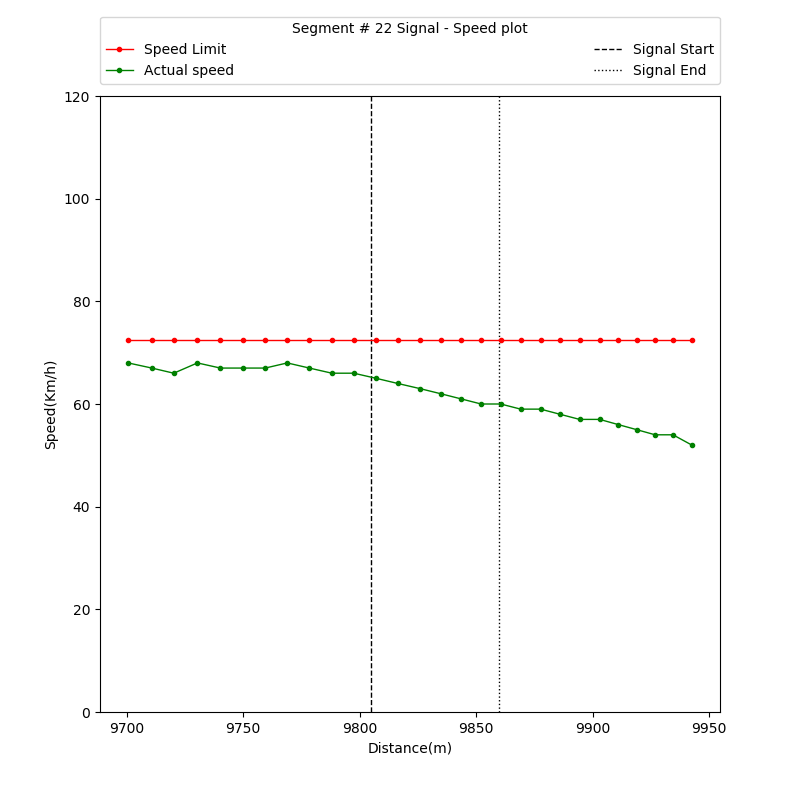 Segment # 22 Signal - Speed plot
Speed Limit
Actual speed
Signal Start
Signal End
120
100
80
60
40
20
0
Speed(Km/h)
9700 9750 9800 9850 9900 9950
Distance(m)